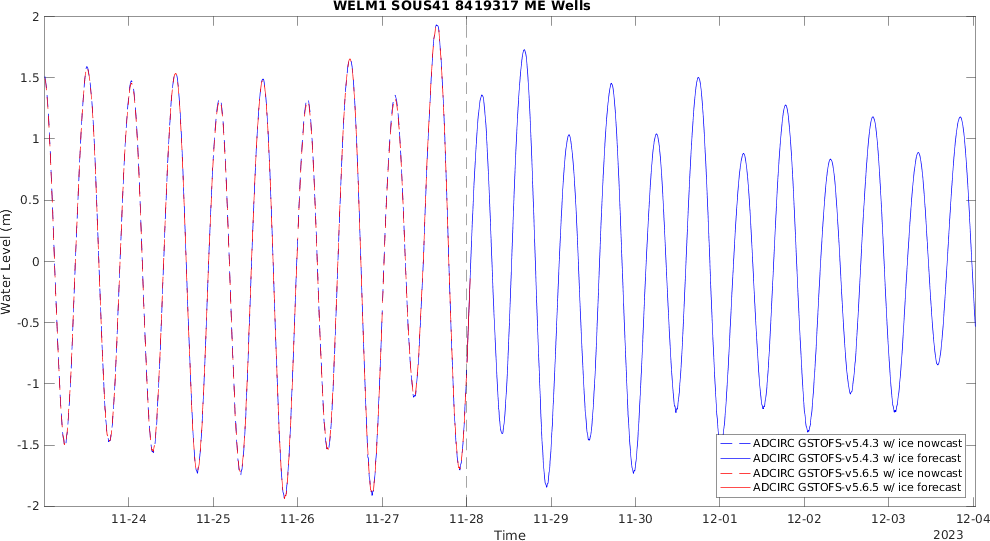 WELM1 SOUS41 8419317 ME Wells
2
1.5
1
0.5
0
-0.5
-1
-1.5
-2
Water Level (m)
ADCIRC GSTOFS-v5.4.3 w/ ice nowcast
ADCIRC GSTOFS-v5.4.3 w/ ice forecast
ADCIRC GSTOFS-v5.6.5 w/ ice nowcast
ADCIRC GSTOFS-v5.6.5 w/ ice forecast
11-24 11-25 11-26 11-27 11-28 11-29 11-30 12-01 12-02 12-03 12-04
Time
2023